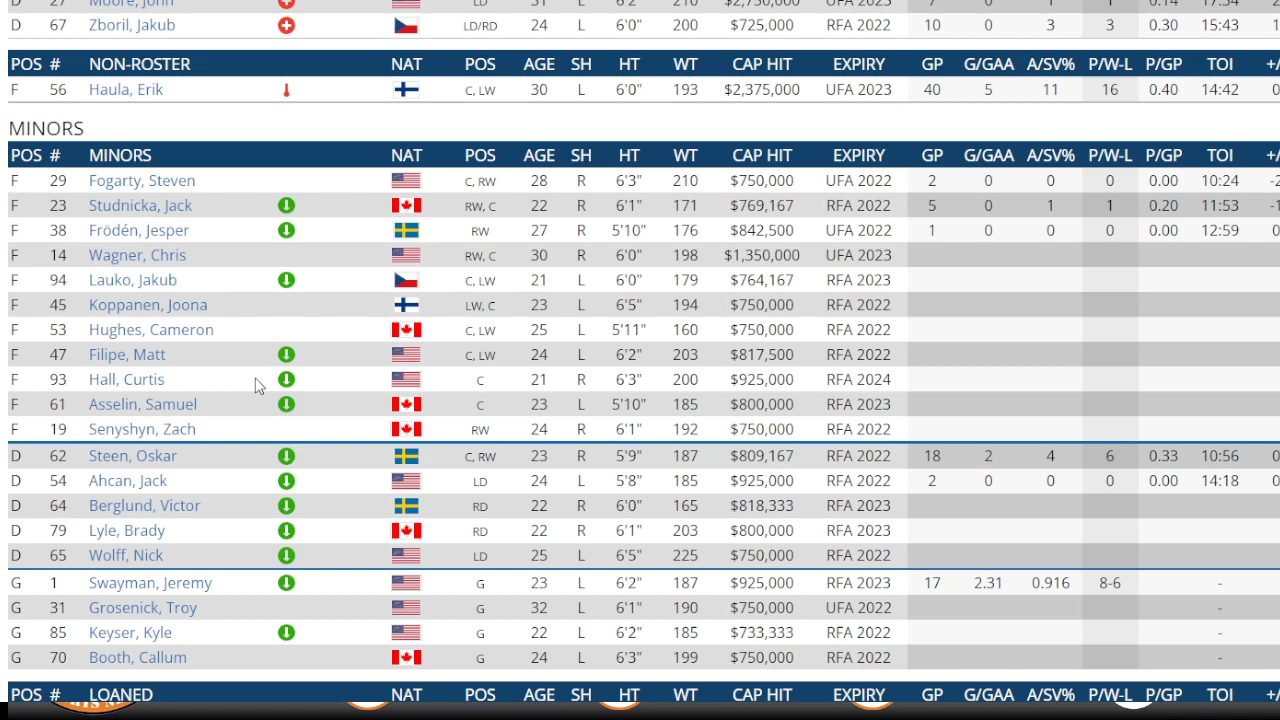 D 27 Moore, John LD 31 L 6'2" 210 $2,750,000 UFA 2023 7 0 1 1 0.14 17:34
D 67 Zboril, Jakub LD/RD 24 L 6'0" 200 $725,000 RFA 2022 10 0 3 3 0.30 15:43
POS # NON-ROSTER NAT POS AGE SH HT WT CAP HIT EXPIRY GP G/GAA A/SV% P/W-L P/GP TOI +/
F 56 Haula, Erik C, LW 30 L 6'0" 193 $2,375,000 UFA 2023 40 5 11 16 0.40 14:42 0
MINORS
POS # MINORS NAT POS AGE SH HT WT CAP HIT EXPIRY GP G/GAA A/SV% P/W-L P/GP TOI +/
F 29 Fogarty, Steven C, RW 28 R 6'3" 210 $750,000 UFA 2022 2 0 0 0 0.00 10:24 -2
F 23 Studnicka, Jack RW, C 22 R 6'1" 171 $769,167 RFA 2022 5 0 1 1 0.20 11:53 -1
F 38 Frödén, Jesper RW 27 R 5'10" 176 $842,500 UFA 2022 1 0 0 0 0.00 12:59 0
F 14 Wagner, Chris RW, C 30 R 6'0" 198 $1,350,000 UFA 2023
F 94 Lauko, Jakub C, LW 21 L 6'0" 179 $764,167 RFA 2023
F 45 Koppanen, Joona LW, C 23 L 6'5" 194 $750,000 RFA 2022
F 53 Hughes, Cameron C, LW 25 L 5'11" 160 $750,000 RFA 2022
F 47 Filipe, Matt C, LW 24 L 6'2" 203 $817,500 RFA 2022
F 93 Hall, Curtis C 21 R 6'3" 200 $925,000 RFA 2024
F 61 Asselin, Samuel C 23 L 5'10" 185 $800,000 RFA 2023
F 19 Senyshyn, Zach RW 24 R 6'1" 192 $750,000 RFA 2022
D 62 Steen, Oskar C, RW 23 R 5'9" 187 $809,167 RFA 2022 18 2 4 6 0.33 10:56 0
D 54 Ahcan, Jack LD 24 L 5'8" 185 $925,000 RFA 2022 2 0 0 0 0.00 14:18
D 64 Berglund, Victor RD 22 R 6'0" 165 $818,333 RFA 2023
D 79 Lyle, Brady RD 22 R 6'1" 203 $800,000 RFA 2023
D 65 Wolff, Nick LD 25 L 6'5" 225 $750,000 RFA 2022
G 1 Swayman, Jeremy G 23 L 6'2" 187 $925,000 RFA 2023 17 2.31 0.916 8-6 -
G 31 Grosenick, Troy G 32 L 6'1" 190 $750,000 UFA 2022 -
G 85 Keyser, Kyle G 22 L 6'2" 185 $733,333 RFA 2022 -
G 70 Booth, Callum G 24 L 6'3" 199 $750,000 RFA 2022 -
POS # LOANED NAT POS AGE SH HT WT CAP HIT EXPIRY GP G/GAA A/SV% P/W-L P/GP TOI +/